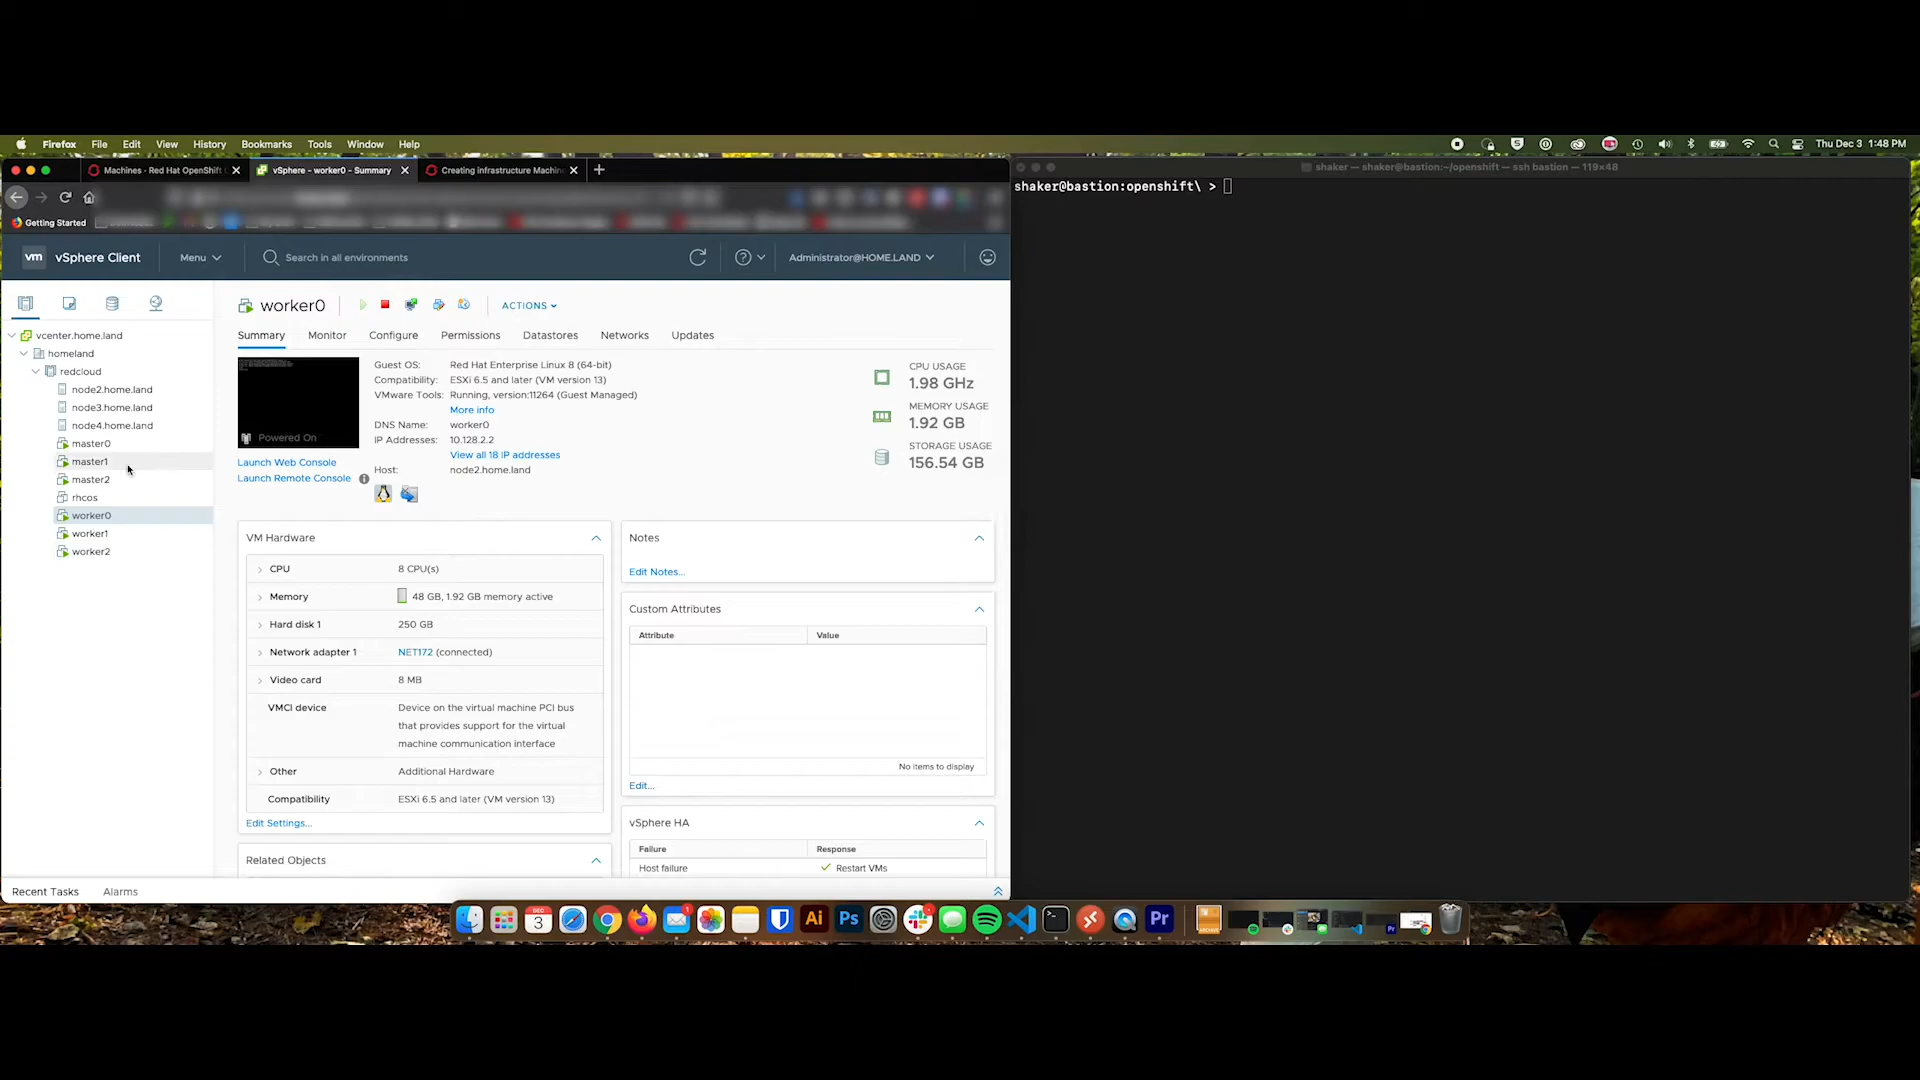 Firefox File Edit View History Bookmarks Tools Window Help
Thu Dec 3 1:48 PM
Machines · Red Hat OpenShift
vSphere - worker0 - Summary
Creating infrastructure Machin
shaker — shaker@bastion:~/openshift — ssh bastion — 119×48
shaker@bastion:openshift\ >
Getting Started
vm vSphere Client
Menu
Search in all environments
Administrator@HOME.LAND
vcenter.home.land
homeland
redcloud
node2.home.land
node3.home.land
node4.home.land
master0
master1
master2
rhcos
worker0
worker1
worker2
worker0
ACTIONS
Summary Monitor Configure Permissions Datastores Networks Updates
Powered On
Launch Web Console
Launch Remote Console
Guest OS: Red Hat Enterprise Linux 8 (64-bit)
Compatibility: ESXi 6.5 and later (VM version 13)
VMware Tools: Running, version:11264 (Guest Managed)
More info
DNS Name: worker0
IP Addresses: 10.128.2.2
View all 18 IP addresses
Host: node2.home.land
CPU USAGE
1.98 GHz
MEMORY USAGE
1.92 GB
STORAGE USAGE
156.54 GB
VM Hardware
CPU 8 CPU(s)
Memory 48 GB, 1.92 GB memory active
Hard disk 1 250 GB
Network adapter 1 NET172 (connected)
Video card 8 MB
VMCI device Device on the virtual machine PCI bus
that provides support for the virtual
machine communication interface
Other Additional Hardware
Compatibility ESXi 6.5 and later (VM version 13)
Edit Settings...
Related Objects
Notes
Edit Notes...
Custom Attributes
Attribute Value
No items to display
Edit...
vSphere HA
Failure Response
Host failure Restart VMs
Recent Tasks Alarms
DEC
3
Ai
Ps
Pr